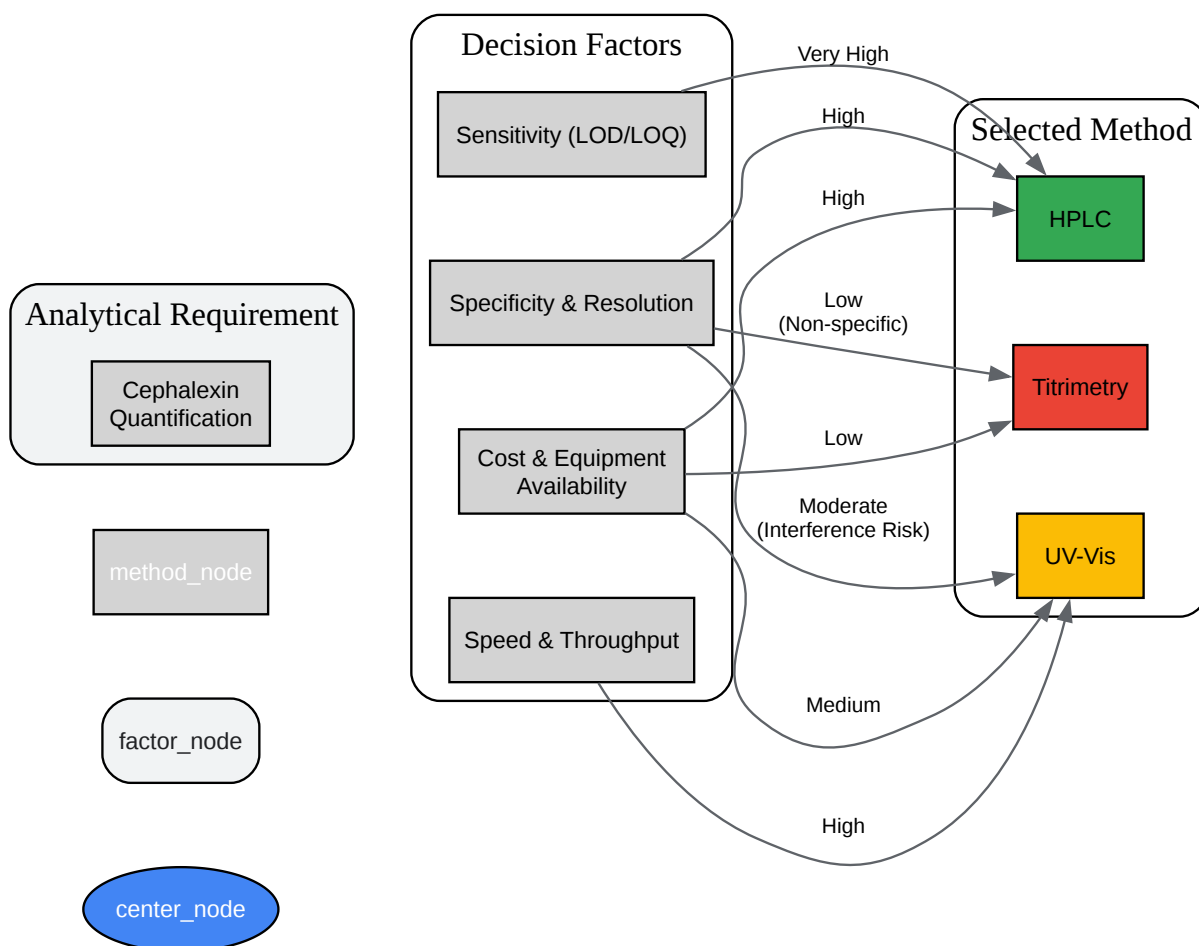 Decision Factors
Sensitivity (LOD/LOQ)
Specificity & Resolution
Cost & Equipment
Availability
Speed & Throughput
Analytical Requirement
Cephalexin
Quantification
method_node
factor_node
center_node
Very High
High
High
Low
(Non-specific)
Low
Moderate
(Interference Risk)
Medium
High
Selected Method
HPLC
Titrimetry
UV-Vis